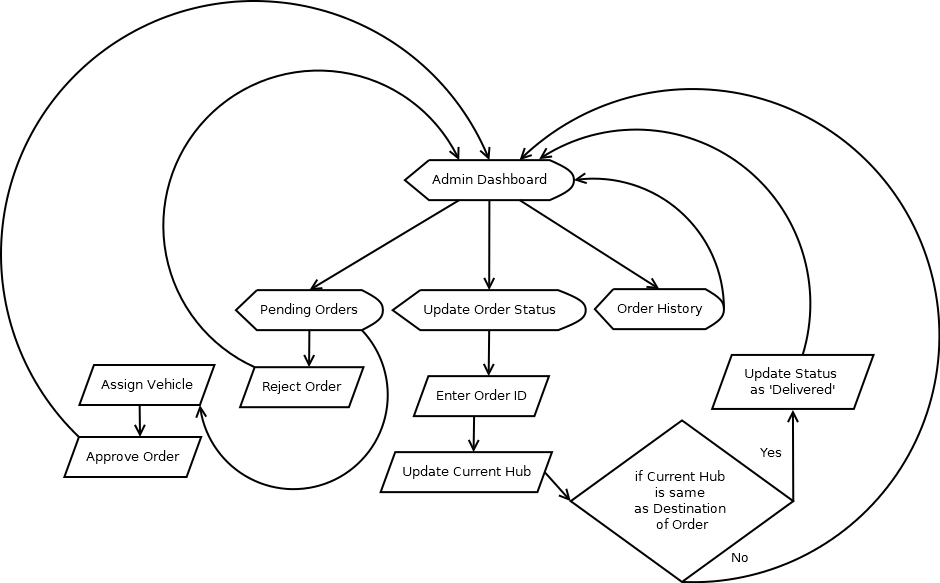 Admin Dashboard
Pending Orders
Update Order Status
Order History
Assign Vehicle
Reject Order
Enter Order ID
Update Status
as 'Delivered'
Approve Order
Update Current Hub
Yes
if Current Hub
is same
as Destination
of Order
No